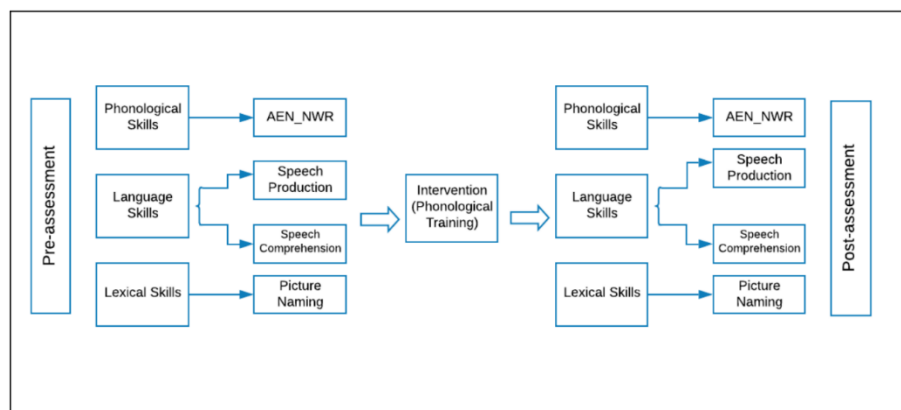 Pre-assessment
Phonological
Skills
AEN_NWR
Language
Skills
Speech
Production
Speech
Comprehension
Lexical Skills
Picture
Naming
Intervention
(Phonological
Training)
Phonological
Skills
AEN_NWR
Language
Skills
Speech
Production
Speech
Comprehension
Lexical Skills
Picture
Naming
Post-assessment